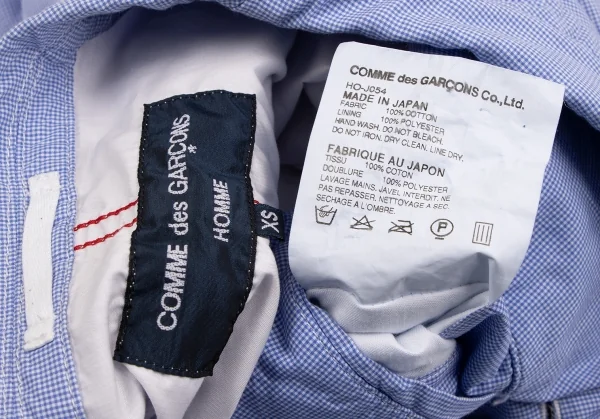 COMME des GARÇONS
HOMME
XS
COMME des GARÇONS Co.,Ltd.
HO-J054
MADE IN JAPAN
FABRIC 100% COTTON
LINING 100% POLYESTER
HAND WASH. DO NOT BLEACH.
DO NOT IRON. DRY CLEAN. LINE DRY.
FABRIQUE AU JAPON
TISSU 100% COTON
DOUBLURE 100% POLYESTER
LAVAGE MAINS. JAVEL INTERDIT. NE
PAS REPASSER. NETTOYAGE A SEC.
SECHAGE A L'OMBRE.
P